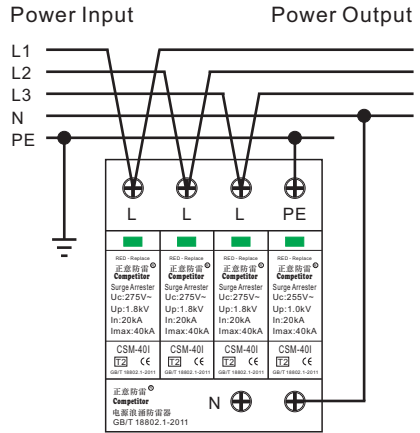 Power Input Power Output
L1
L2
L3
N
PE
L L L PE
RED - Replace RED - Replace RED - Replace RED - Replace
正意防雷® 正意防雷® 正意防雷® 正意防雷®
Competitor Competitor Competitor Competitor
Surge Arrester Surge Arrester Surge Arrester Surge Arrester
Uc:275V~ Uc:275V~ Uc:275V~ Uc:255V~
Up:1.8kV Up:1.8kV Up:1.8kV Up:1.0kV
In:20kA In:20kA In:20kA In:20kA
Imax:40kA Imax:40kA Imax:40kA Imax:40kA
CSM-40I CSM-40I CSM-40I CSM-40I
T2 CE T2 CE T2 CE T2 CE
GB/T 18802.1-2011 GB/T 18802.1-2011 GB/T 18802.1-2011 GB/T 18802.1-2011
正意防雷®
Competitor
N
电源浪涌防雷器
GB/T 18802.1-2011